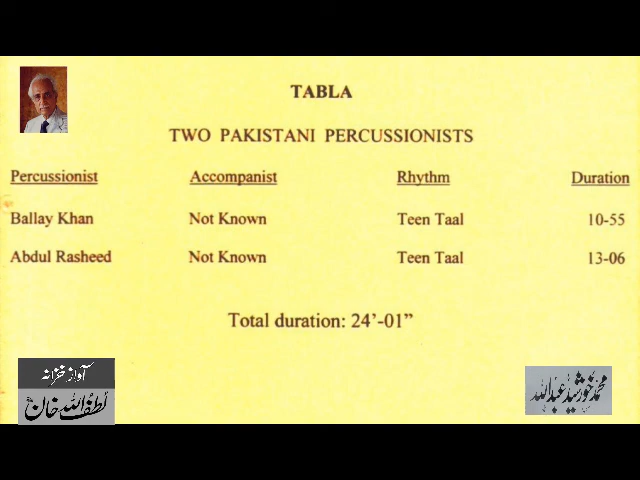 TABLA
TWO PAKISTANI PERCUSSIONISTS
Percussionist Accompanist Rhythm Duration
Ballay Khan Not Known Teen Taal 10-55
Abdul Rasheed Not Known Teen Taal 13-06
Total duration: 24’-01”
آواز خزانہ
لطف اللہ خان
محمد خورشید عبداللہ